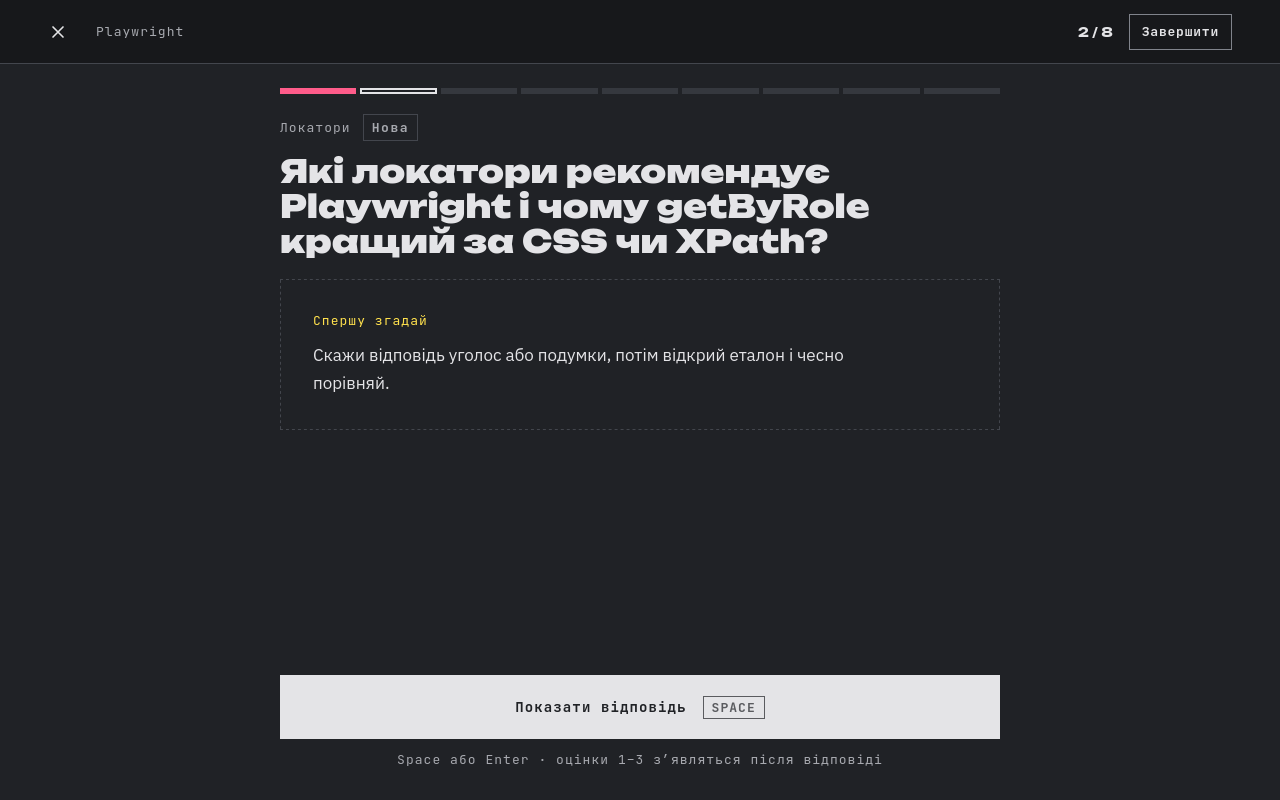 Playwright
2/8
Завершити
Локатори
Нова
Які локатори рекомендує
Playwright і чому getByRole
кращий за CSS чи XPath?
Спершу згадай
Скажи відповідь уголос або подумки, потім відкрий еталон і чесно
порівняй.
Показати відповідь SPACE
Space або Enter · оцінки 1–3 з’являться після відповіді